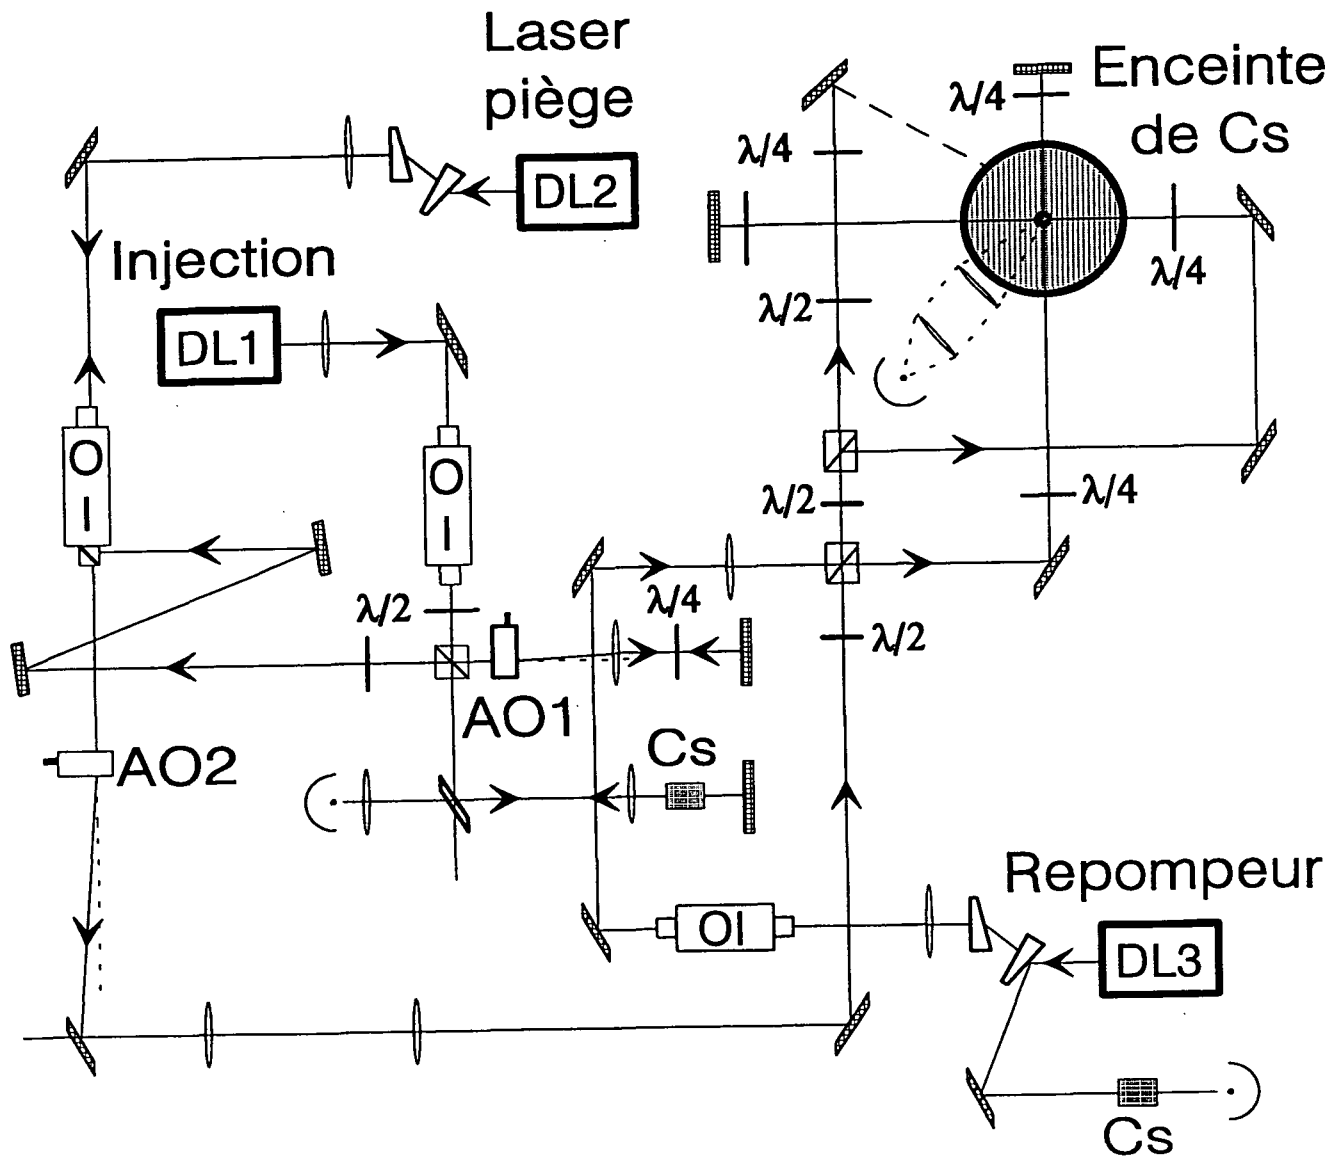 Laser
piège
DL2
Enceinte
de Cs
λ/4
λ/4
λ/4
Injection
DL1
λ/2
O
I
O
I
λ/2
λ/4
λ/2
λ/4
λ/2
AO1
AO2
Cs
Repompeur
OI
DL3
Cs